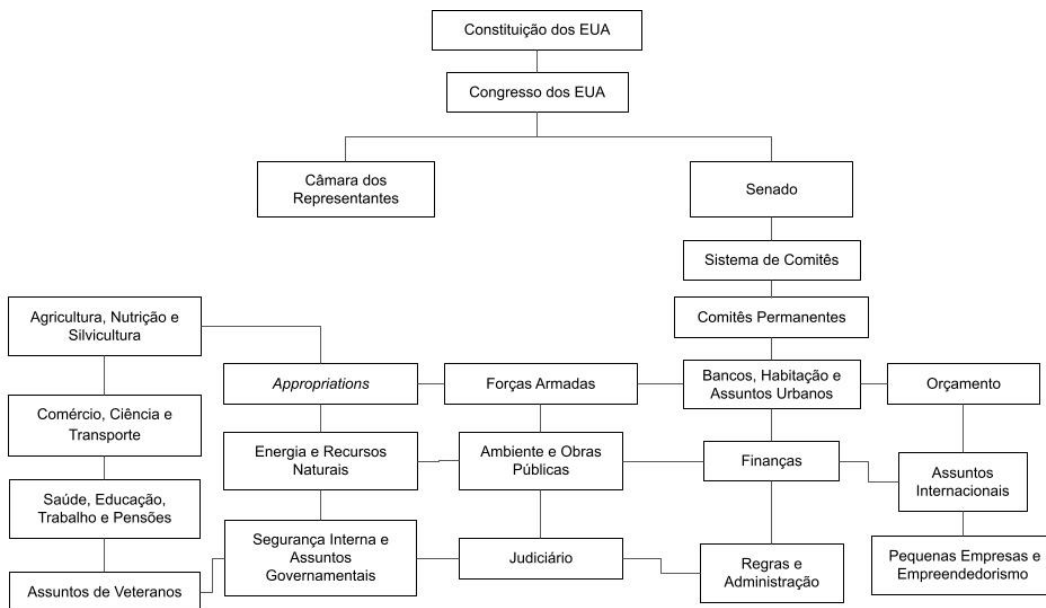 Constituição dos EUA
Congresso dos EUA
Câmara dos
Representantes
Senado
Sistema de Comitês
Comitês Permanentes
Agricultura, Nutrição e
Silvicultura
Appropriations
Forças Armadas
Bancos, Habitação e
Assuntos Urbanos
Orçamento
Comércio, Ciência e
Transporte
Energia e Recursos
Naturais
Ambiente e Obras
Públicas
Finanças
Assuntos
Internacionais
Saúde, Educação,
Trabalho e Pensões
Segurança Interna e
Assuntos
Governamentais
Judiciário
Regras e
Administração
Pequenas Empresas e
Empreendedorismo
Assuntos de Veteranos